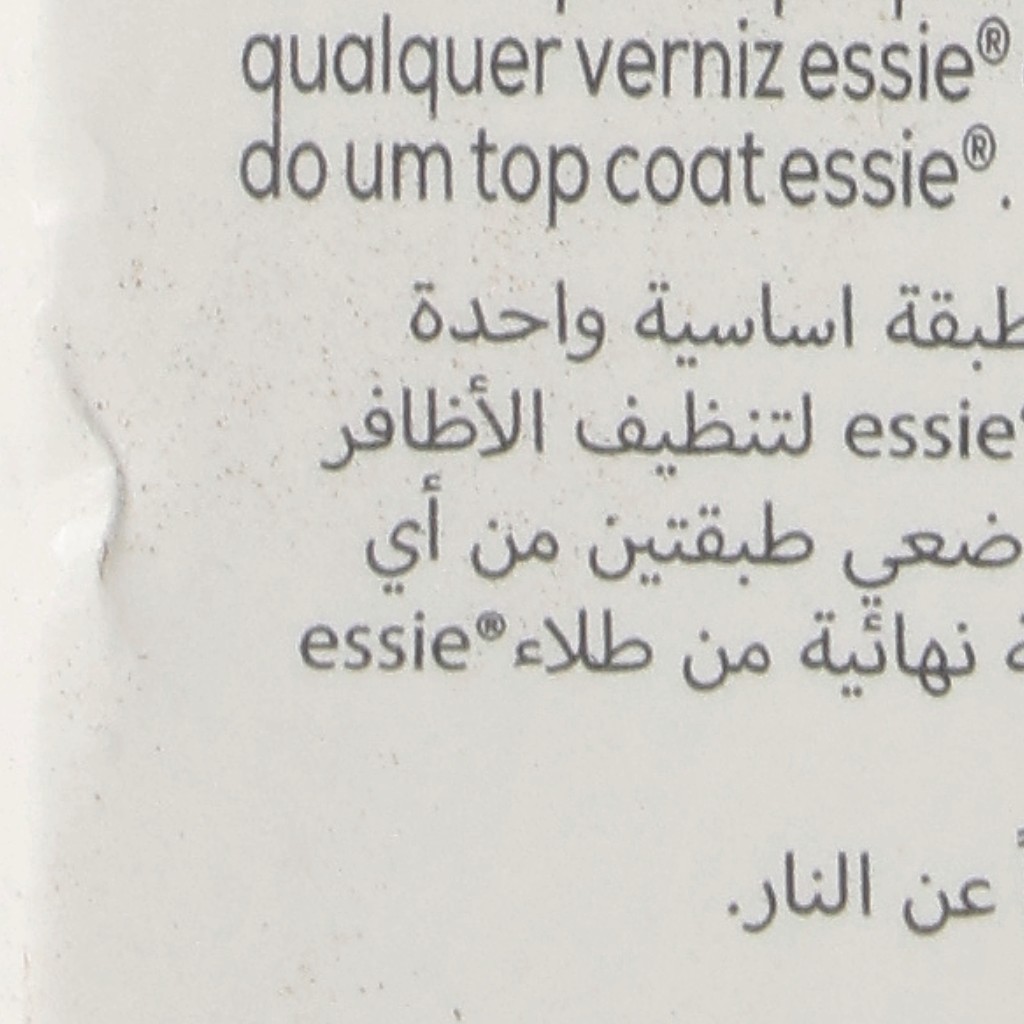 qualquer verniz essie®
do um top coat essie®.
طبقة اساسية واحدة
essie لتنظيف الأظافر
ضعي طبقتين من أي
نهائية من طلاء essie®
عن النار.